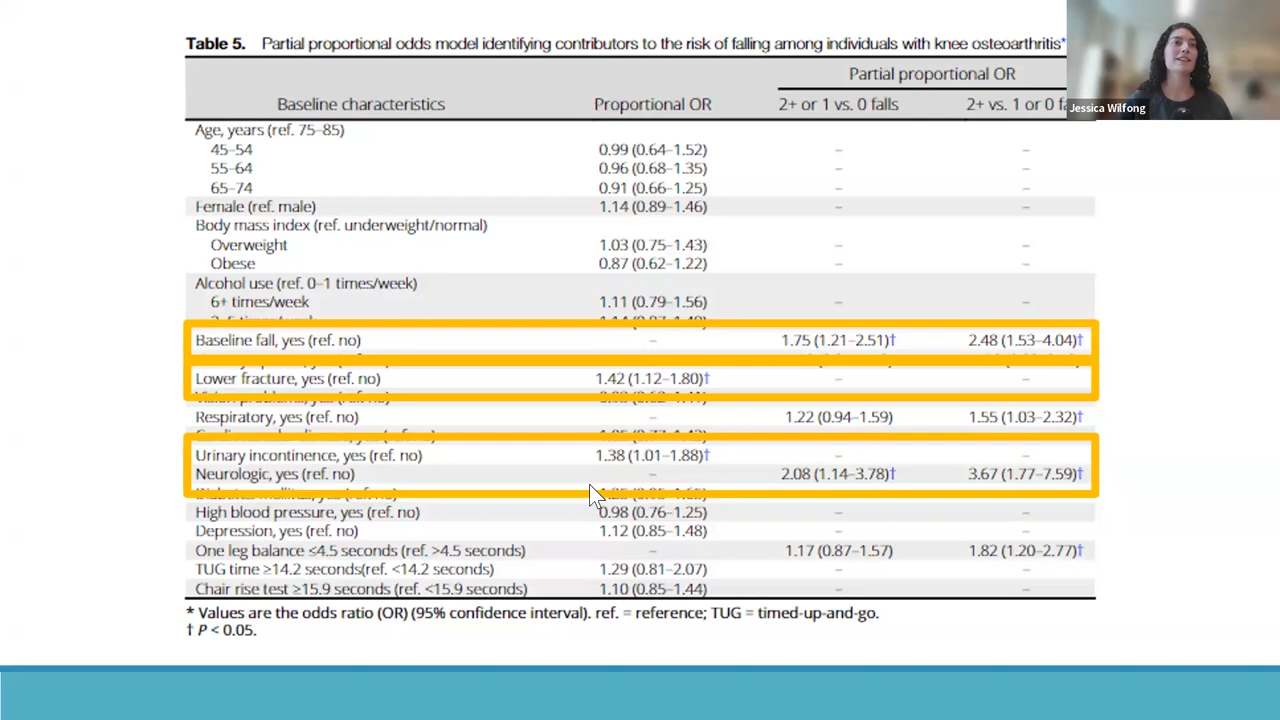 Table 5. Partial proportional odds model identifying contributors to the risk of falling among individuals with knee osteoarthritis*
Jessica Wilfong
Partial proportional OR
Baseline characteristics Proportional OR 2+ or 1 vs. 0 falls 2+ vs. 1 or 0
Age, years (ref. 75–85)
45–54 0.99 (0.64–1.52) – –
55–64 0.96 (0.68–1.35) – –
65–74 0.91 (0.66–1.25) – –
Female (ref. male) 1.14 (0.89–1.46) – –
Body mass index (ref. underweight/normal)
Overweight 1.03 (0.75–1.43) – –
Obese 0.87 (0.62–1.22) – –
Alcohol use (ref. 0–1 times/week)
6+ times/week 1.11 (0.79–1.56) – –
Baseline fall, yes (ref. no) – 1.75 (1.21–2.51)† 2.48 (1.53–4.04)†
Lower fracture, yes (ref. no) 1.42 (1.12–1.80)† – –
Respiratory, yes (ref. no) – 1.22 (0.94–1.59) 1.55 (1.03–2.32)†
Urinary incontinence, yes (ref. no) 1.38 (1.01–1.88)† – –
Neurologic, yes (ref. no) – 2.08 (1.14–3.78)† 3.67 (1.77–7.59)†
High blood pressure, yes (ref. no) 0.98 (0.76–1.25) – –
Depression, yes (ref. no) 1.12 (0.85–1.48) – –
One leg balance ≤4.5 seconds (ref. >4.5 seconds) – 1.17 (0.87–1.57) 1.82 (1.20–2.77)†
TUG time ≥14.2 seconds(ref. <14.2 seconds) 1.29 (0.81–2.07) – –
Chair rise test ≥15.9 seconds (ref. <15.9 seconds) 1.10 (0.85–1.44) – –
* Values are the odds ratio (OR) (95% confidence interval). ref. = reference; TUG = timed-up-and-go.
† P < 0.05.